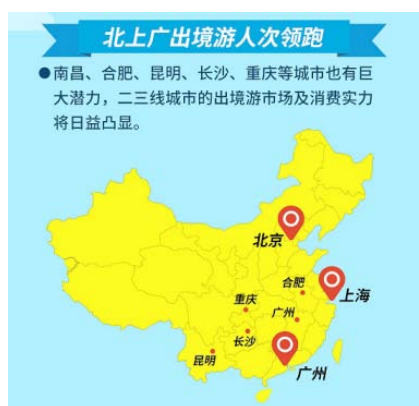 北上广出境游人次领跑
●南昌、合肥、昆明、长沙、重庆等城市也有巨
大潜力，二三线城市的出境游市场及消费实力
将日益凸显。
北京
合肥
上海
重庆
广州
长沙
昆明
广州